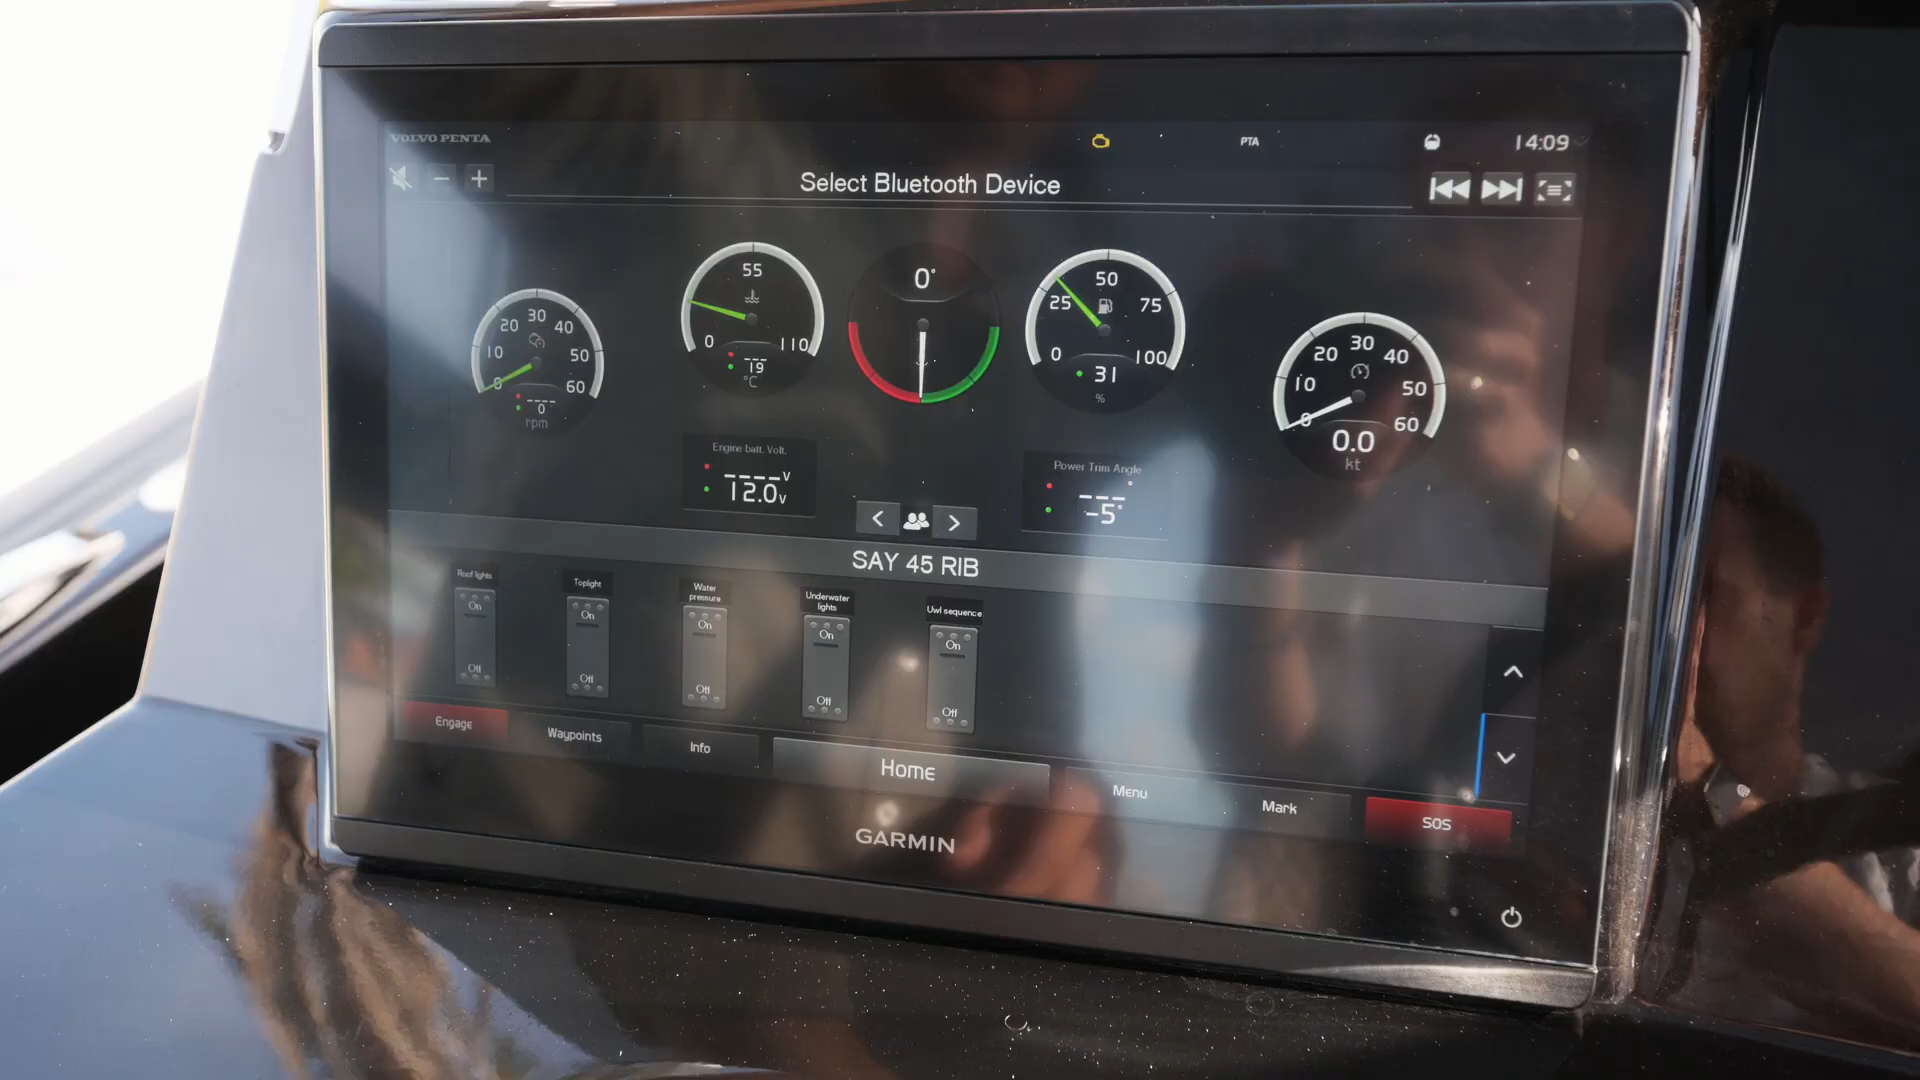 VOLVO PENTA
PTA
14:09
Select Bluetooth Device
0 10 20 30 40 50 60
----
0
rpm
0 55 110
---
19
°C
0°
0 25 50 75 100
31
%
0 10 20 30 40 50 60
0.0
kt
Engine batt. Volt.
----V
12.0V
Power Trim Angle
---°
-5°
SAY 45 RIB
Roof lights
On
Off
Toplight
On
Off
Water
pressure
On
Off
Underwater
lights
On
Off
Uwl sequence
On
Off
Engage
Waypoints
Info
Home
Menu
Mark
SOS
GARMIN